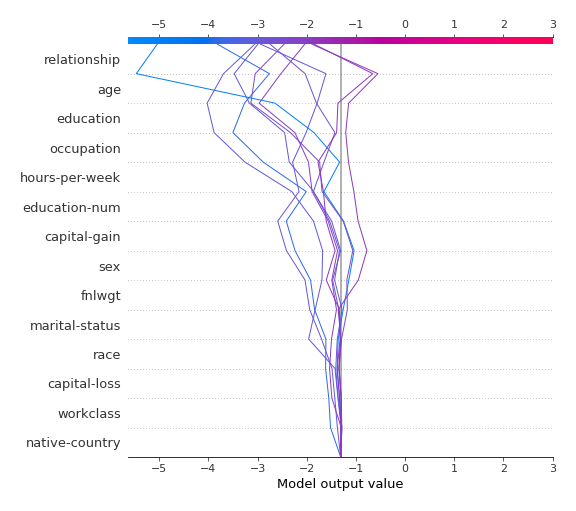 −5 −4 −3 −2 −1 0 1 2 3
relationship
age
education
occupation
hours-per-week
education-num
capital-gain
sex
fnlwgt
marital-status
race
capital-loss
workclass
native-country
−5 −4 −3 −2 −1 0 1 2 3
Model output value